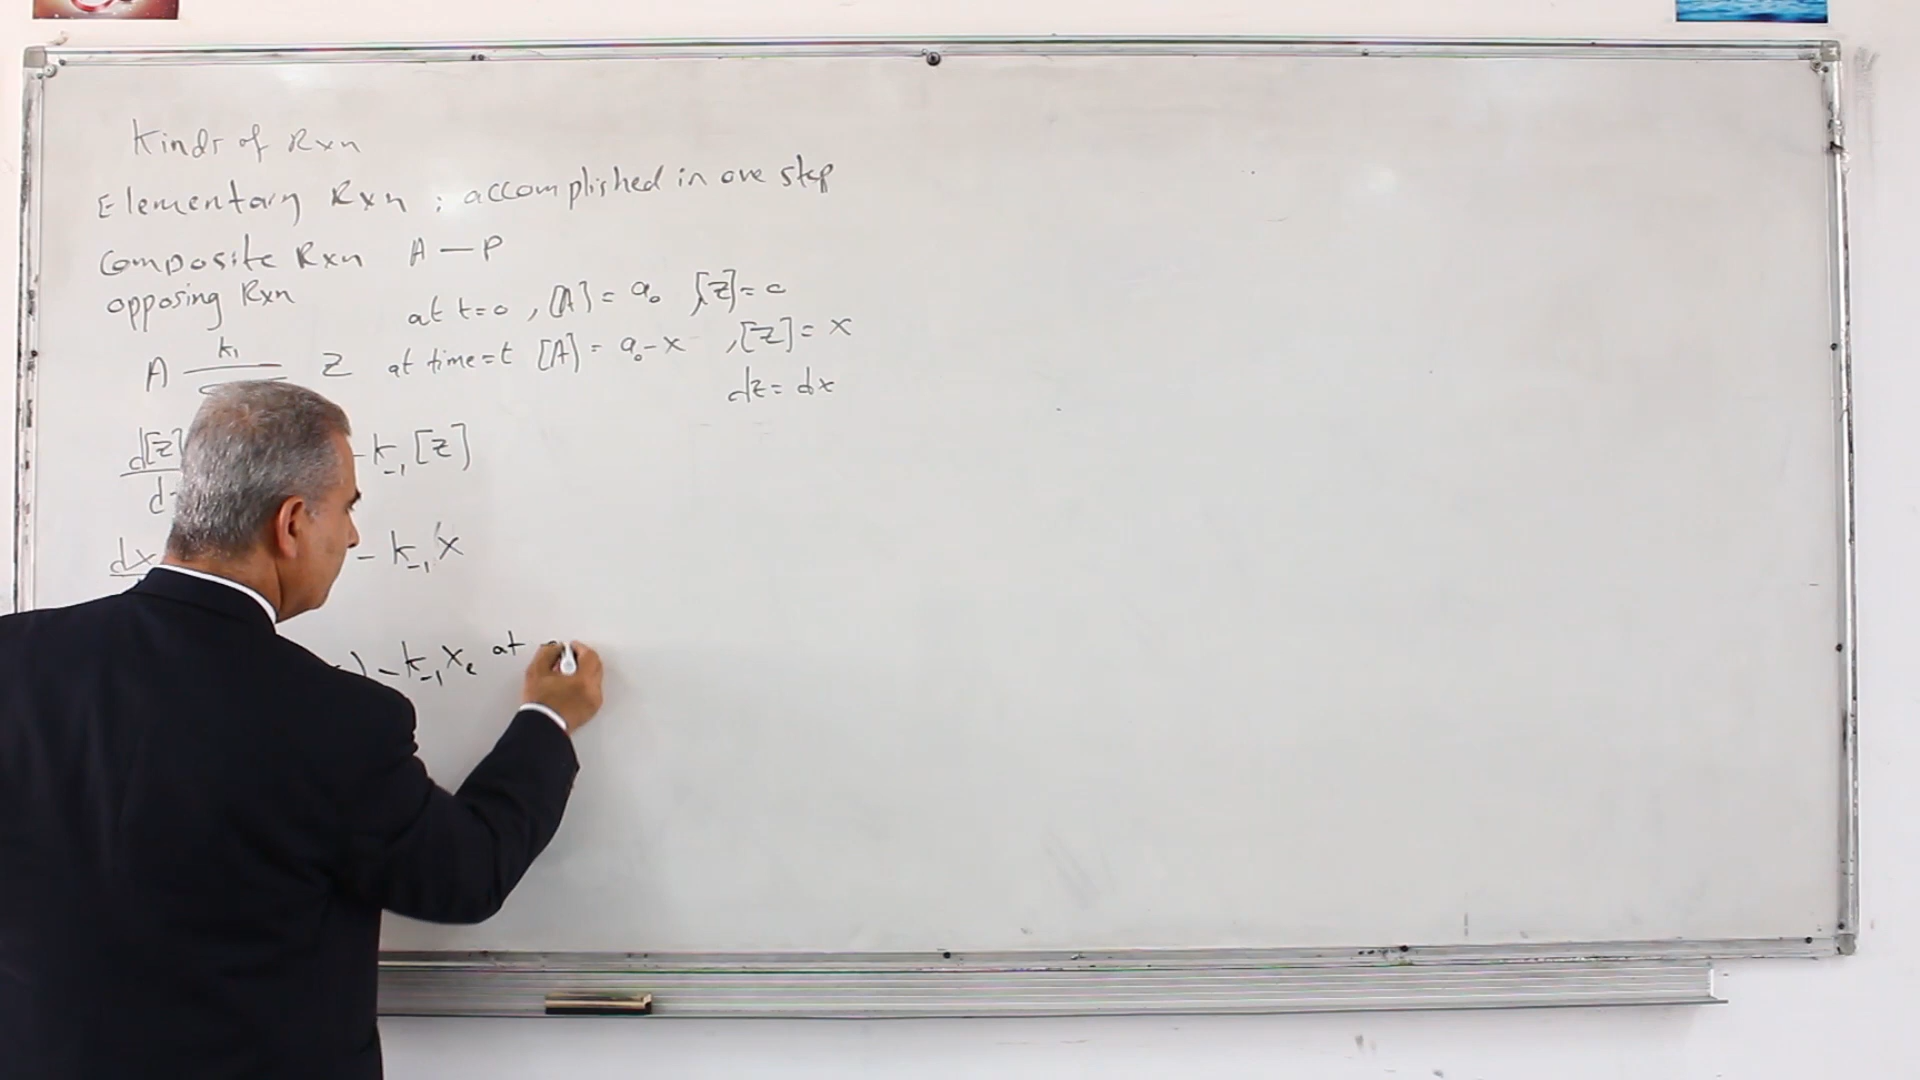 Kinds of Rxn
Elementary Rxn : accomplished in one step
Composite Rxn A — P
opposing Rxn
at t=0 , [A] = a₀ , [Z] = 0
A k₁ Z at time=t [A] = a₀-x , [Z] = x
dz = dx
d[Z] - k₋₁ [Z]
dx - k₋₁ x
) - k₋₁ xₑ at